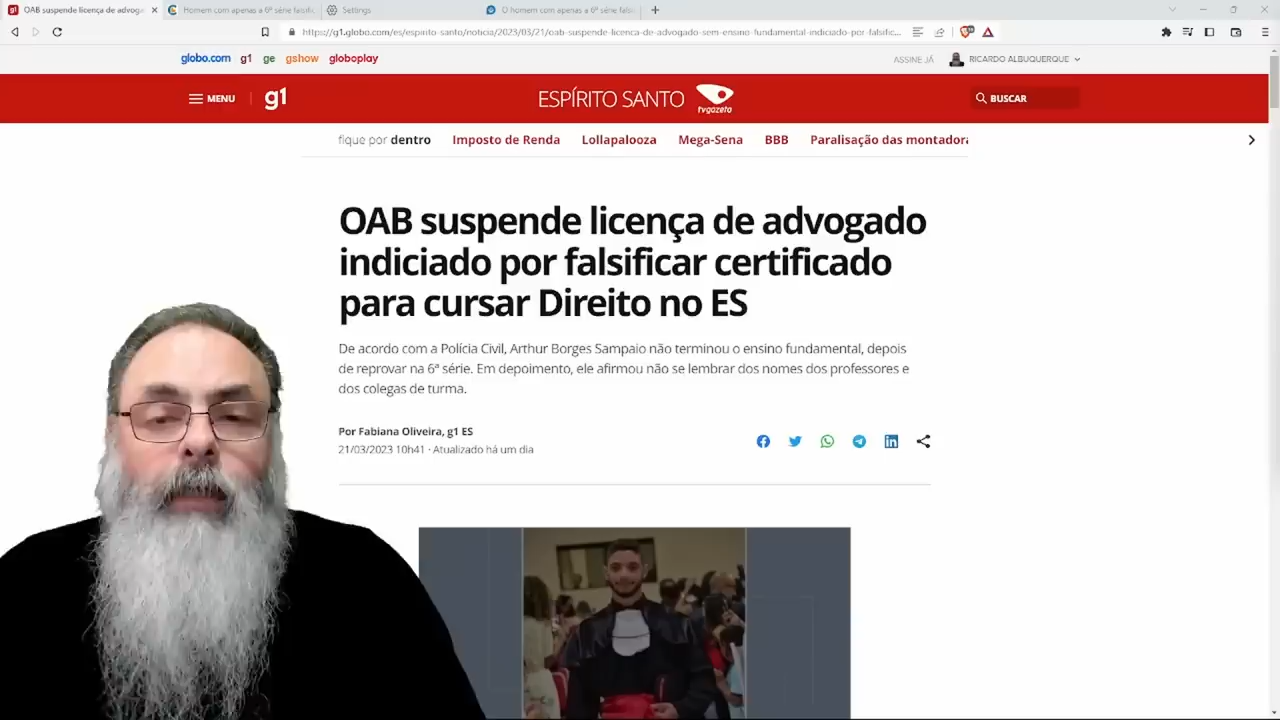 OAB suspende licença de advoga
Homem com apenas a 6ª série falsific
Settings
O homem com apenas a 6ª série falsi
https://g1.globo.com/es/espirito-santo/noticia/2023/03/21/oab-suspende-licenca-de-advogado-sem-ensino-fundamental-indiciado-por-falsific...
globo.com g1 ge gshow globoplay
ASSINE JÁ
RICARDO ALBUQUERQUE
MENU
g1
ESPÍRITO SANTO
tvgazeta
BUSCAR
fique por dentro Imposto de Renda Lollapalooza Mega-Sena BBB Paralisação das montadora
OAB suspende licença de advogado
indiciado por falsificar certificado
para cursar Direito no ES
De acordo com a Polícia Civil, Arthur Borges Sampaio não terminou o ensino fundamental, depois
de reprovar na 6ª série. Em depoimento, ele afirmou não se lembrar dos nomes dos professores e
dos colegas de turma.
Por Fabiana Oliveira, g1 ES
21/03/2023 10h41 · Atualizado há um dia